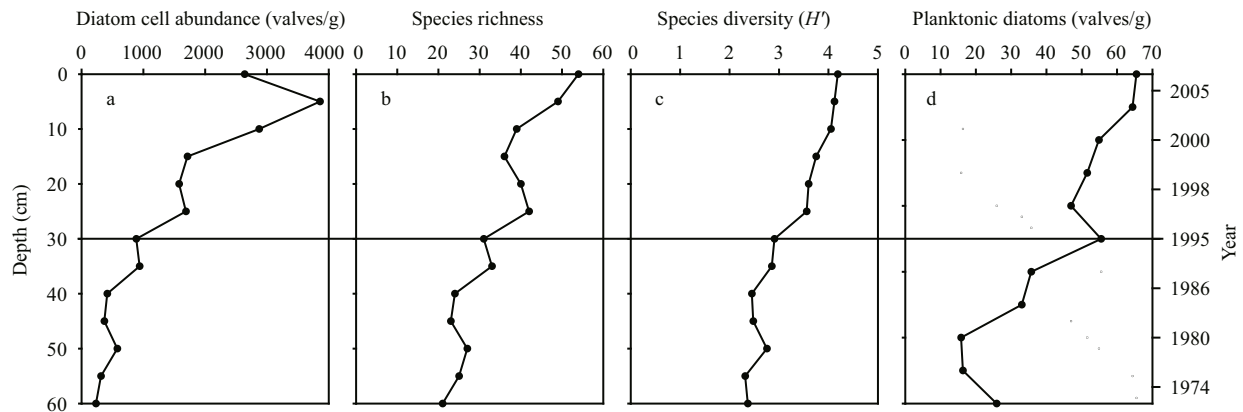 Diatom cell abundance (valves/g) Species richness Species diversity (H′) Planktonic diatoms (valves/g)
0 1000 2000 3000 4000 0 10 20 30 40 50 60 0 0 1 2 3 4 5 0 10 20 30 40 50 60 70
0
a b c d
2005
10
2000
20
1998
30
1995
40
1986
50
1980
1974
60
Depth (cm)
Year